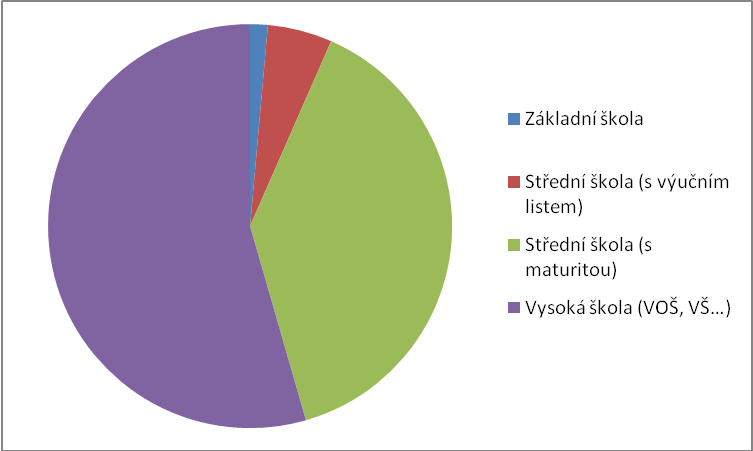 Základní škola
Střední škola (s výučním
listem)
Střední škola (s
maturitou)
Vysoká škola (VOŠ, VŠ...)